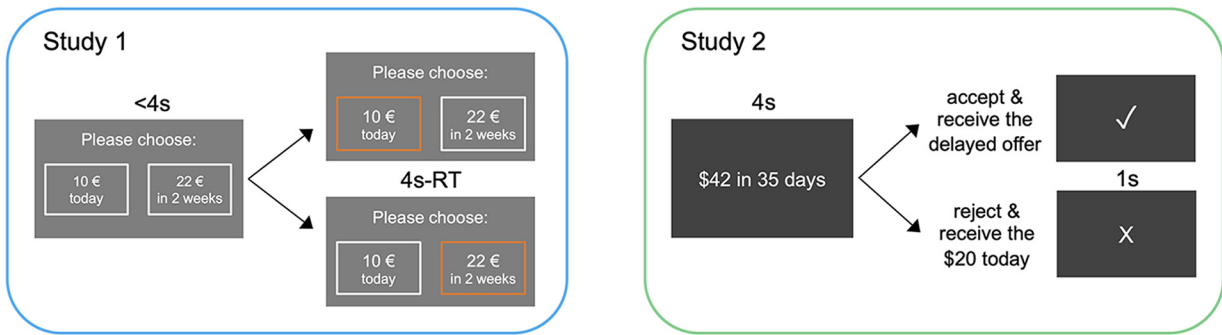 Study 1
<4s
Please choose:
10 €
today
22 €
in 2 weeks
Please choose:
10 €
today
22 €
in 2 weeks
4s-RT
Please choose:
10 €
today
22 €
in 2 weeks
Study 2
4s
$42 in 35 days
accept &
receive the
delayed offer
✓
1s
reject &
receive the
$20 today
X